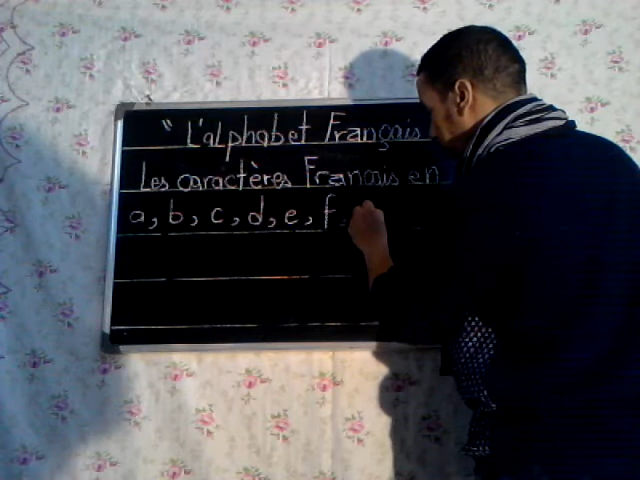 " L'alphabet Français
Les caractères Français en
a, b, c, d, e, f